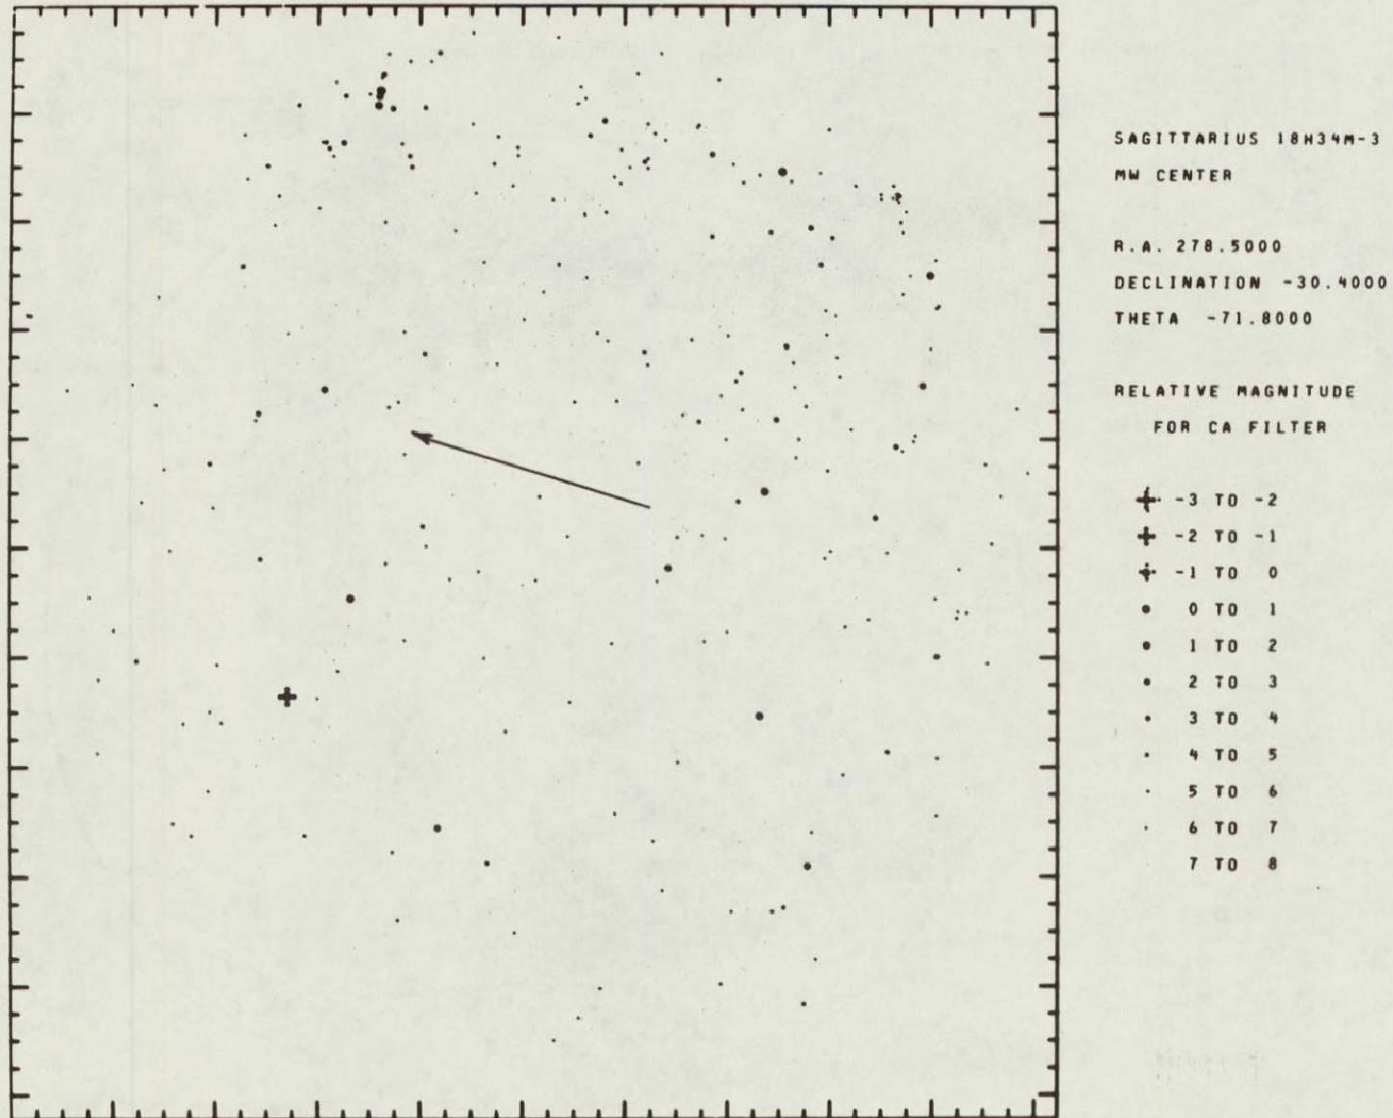 SAGITTARIUS 18H34M-3
MW CENTER
R.A. 278.5000
DECLINATION -30.4000
THETA -71.8000
RELATIVE MAGNITUDE
FOR CA FILTER
-3 TO -2
-2 TO -1
-1 TO 0
0 TO 1
1 TO 2
2 TO 3
3 TO 4
4 TO 5
5 TO 6
6 TO 7
7 TO 8